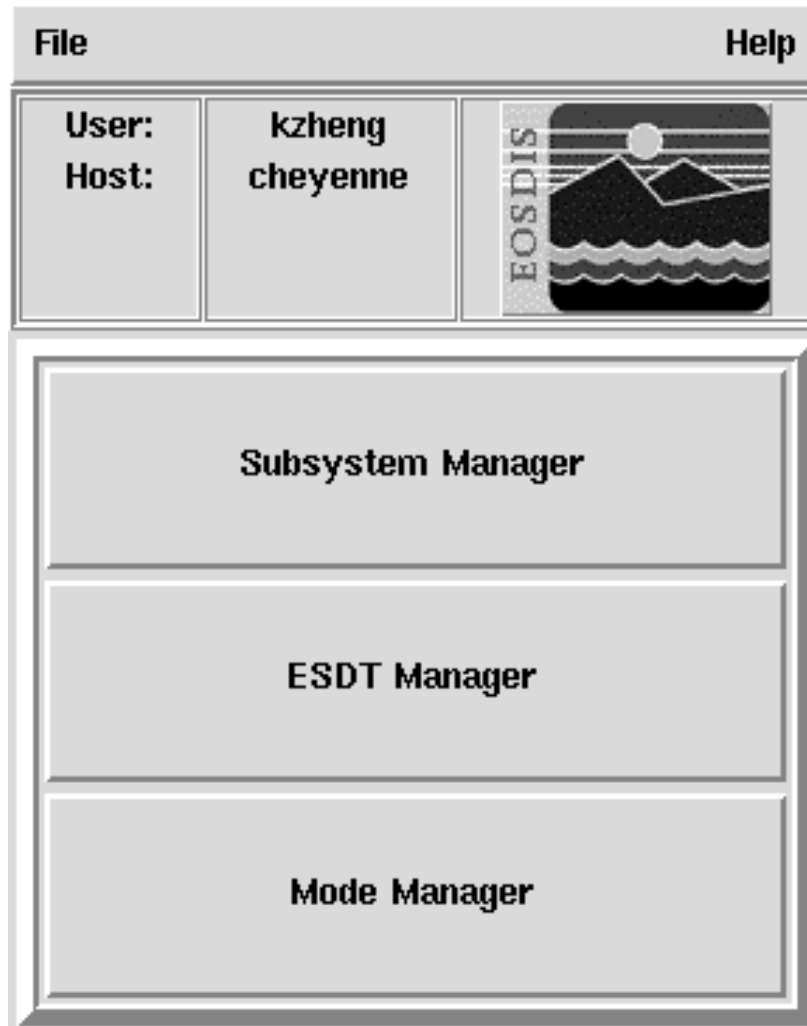 File Help
User: kzheng
Host: cheyenne
EOSDIS
Subsystem Manager
ESDT Manager
Mode Manager